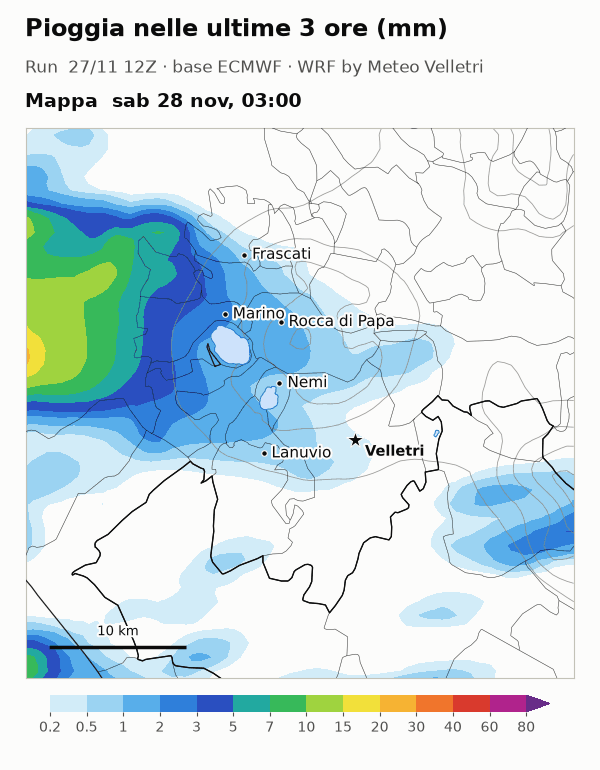 Pioggia nelle ultime 3 ore (mm)
Run  27/11 12Z · base ECMWF · WRF by Meteo Velletri
Mappa  sab 28 nov, 03:00
Frascati
Marino
Rocca di Papa
Nemi
Velletri
Lanuvio
10 km
0.2 0.5 1 2 3 5 7 10 15 20 30 40 60 80